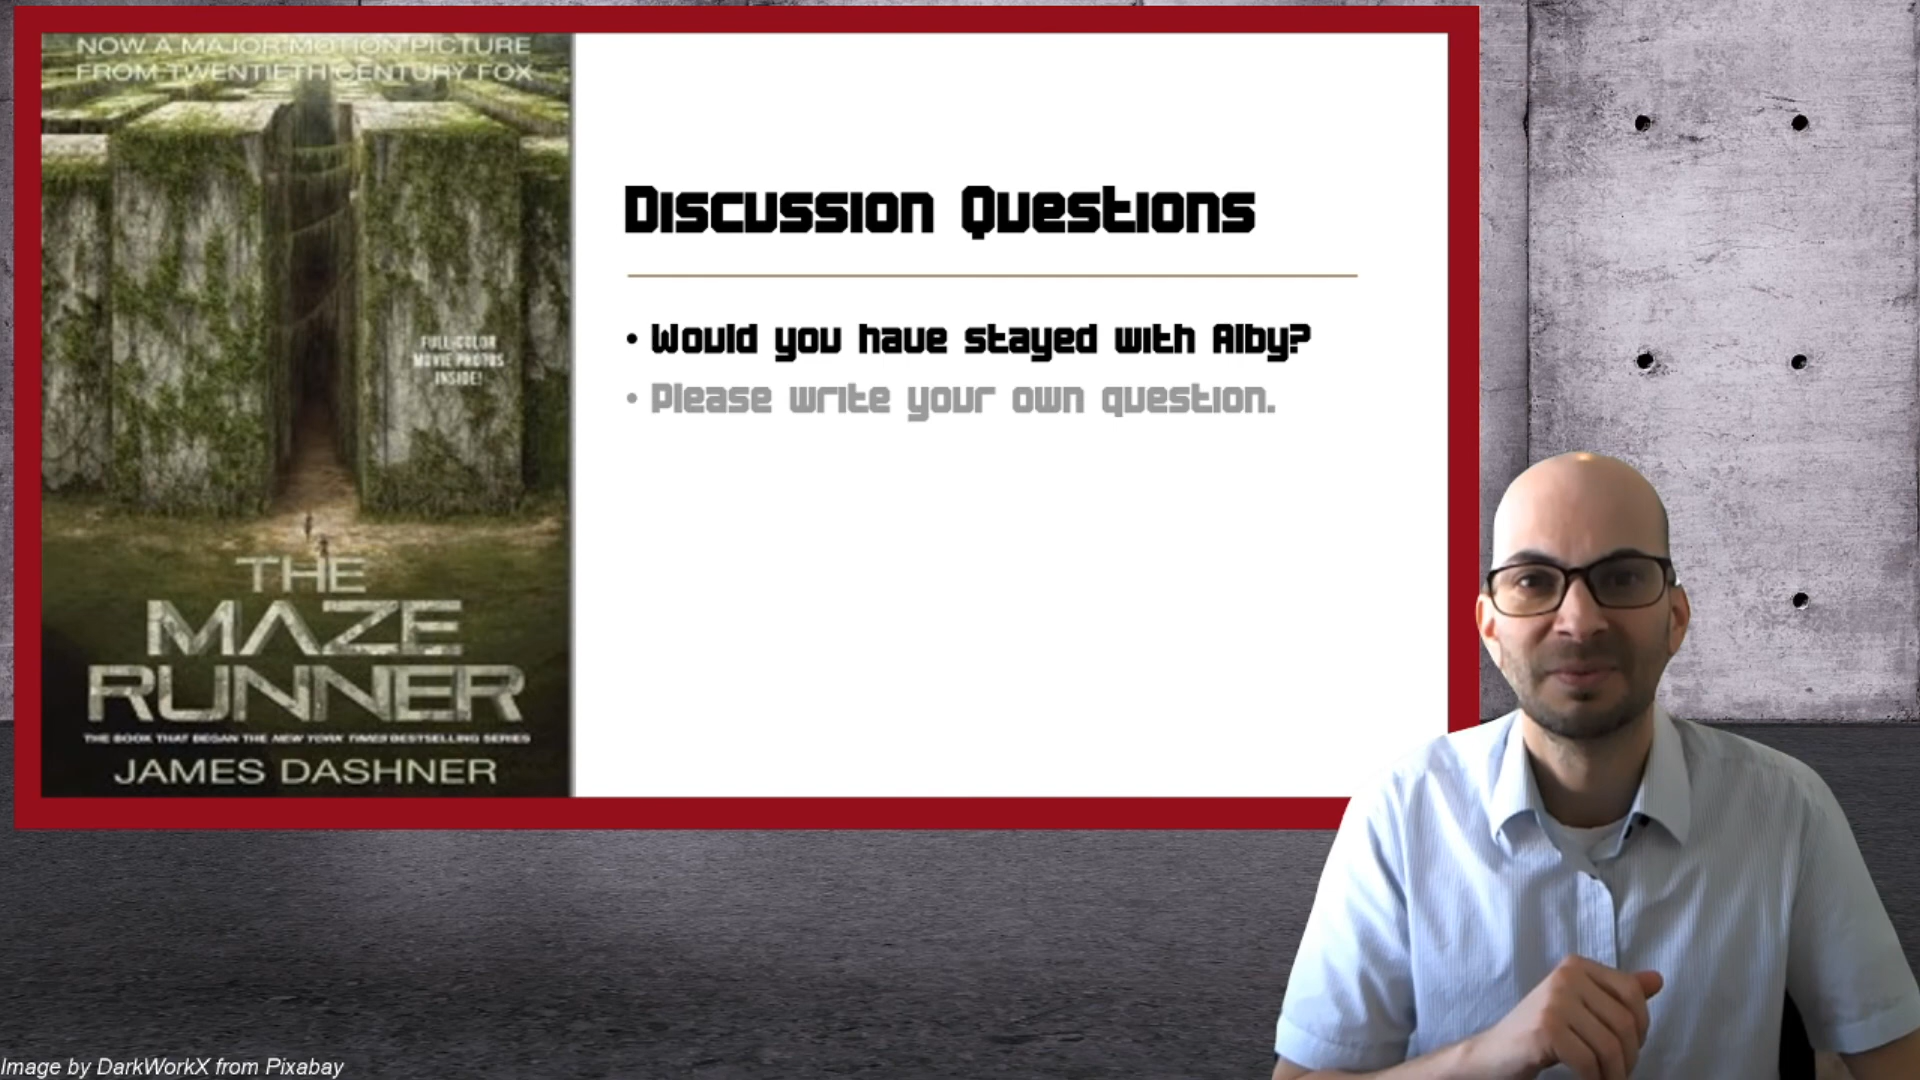 NOW A MAJOR MOTION PICTURE
FROM TWENTIETH CENTURY FOX
FULL-COLOR
MOVIE PHOTOS
INSIDE!
THE
MAZE
RUNNER
THE BOOK THAT BEGAN THE NEW YORK TIMES BESTSELLING SERIES
JAMES DASHNER
Discussion Questions
• Would you have stayed with Alby?
• Please write your own question.
Image by DarkWorkX from Pixabay